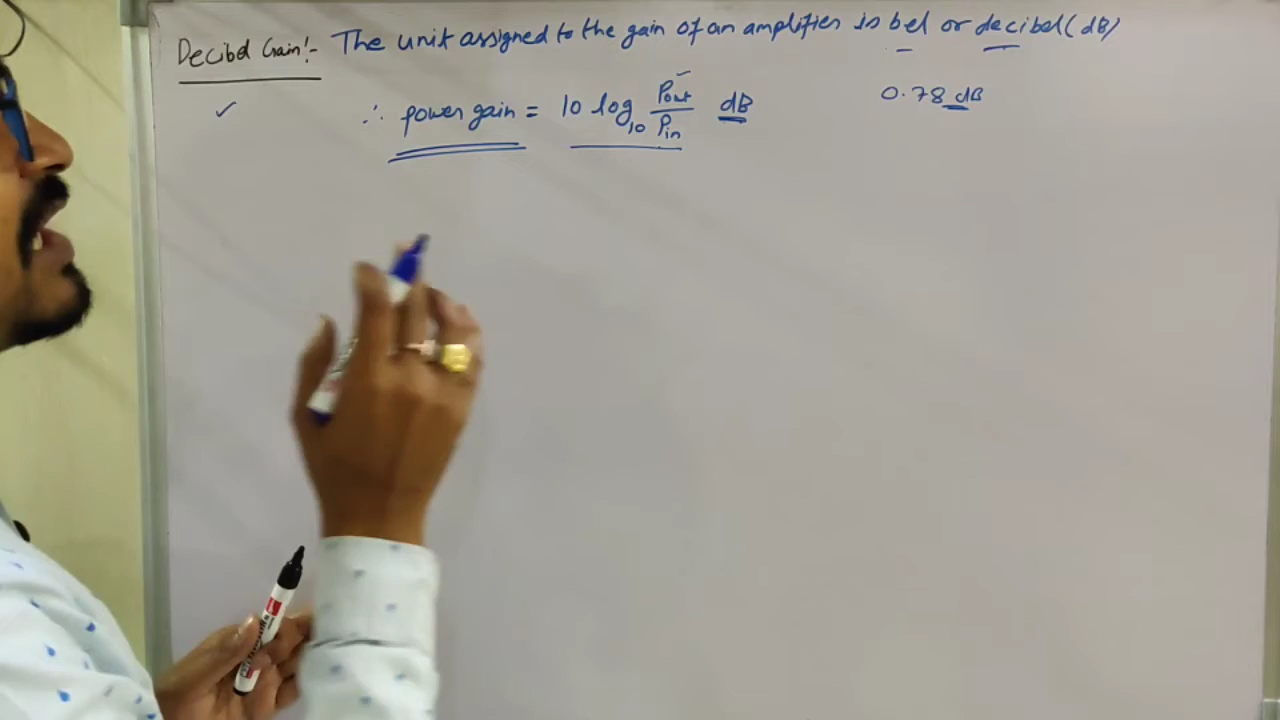 Decibel Gain:- The unit assigned to the gain of an amplifier is bel or decibel (dB)
∴ power gain = 10 log₁₀ Pout/Pin dB
0.78 dB